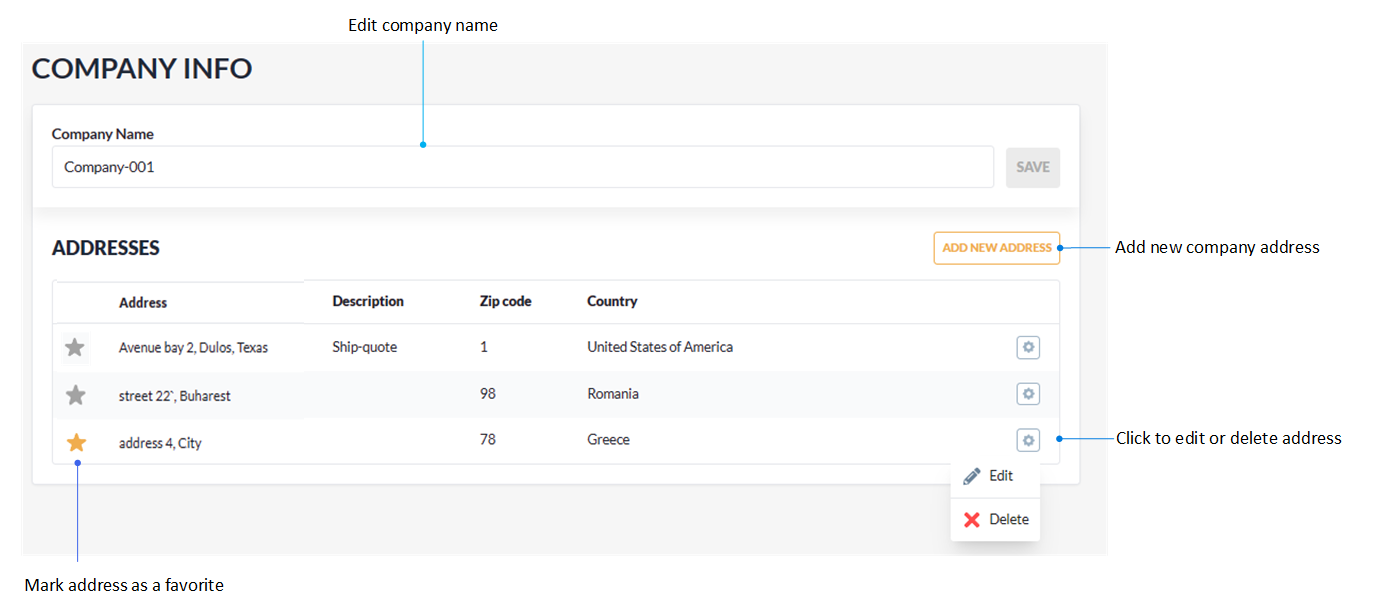 Edit company name
COMPANY INFO
Company Name
Company-001
SAVE
ADDRESSES
ADD NEW ADDRESS
Add new company address
Address Description Zip code Country
Avenue bay 2, Dulos, Texas Ship-quote 1 United States of America
street 22`, Buharest 98 Romania
address 4, City 78 Greece
Click to edit or delete address
Edit
Delete
Mark address as a favorite